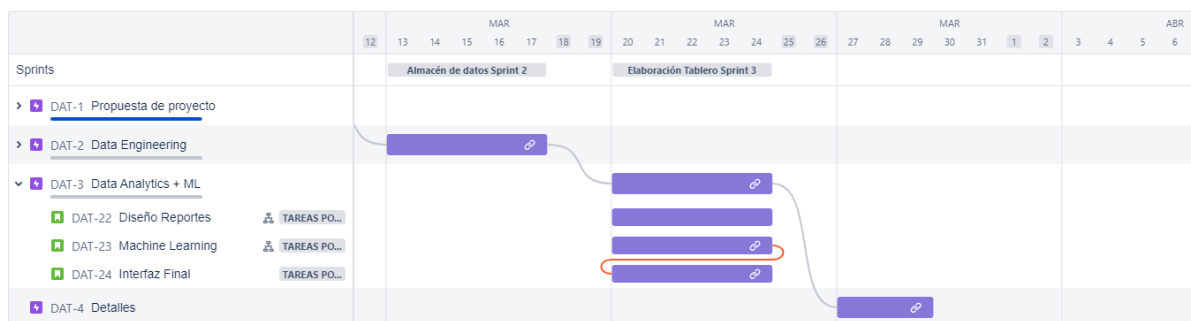 MAR MAR MAR ABR
12 13 14 15 16 17 18 19 20 21 22 23 24 25 26 27 28 29 30 31 1 2 3 4 5 6
Sprints Almacén de datos Sprint 2 Elaboración Tablero Sprint 3
DAT-1 Propuesta de proyecto
DAT-2 Data Engineering
DAT-3 Data Analytics + ML
DAT-22 Diseño Reportes TAREAS PO...
DAT-23 Machine Learning TAREAS PO...
DAT-24 Interfaz Final TAREAS PO...
DAT-4 Detalles